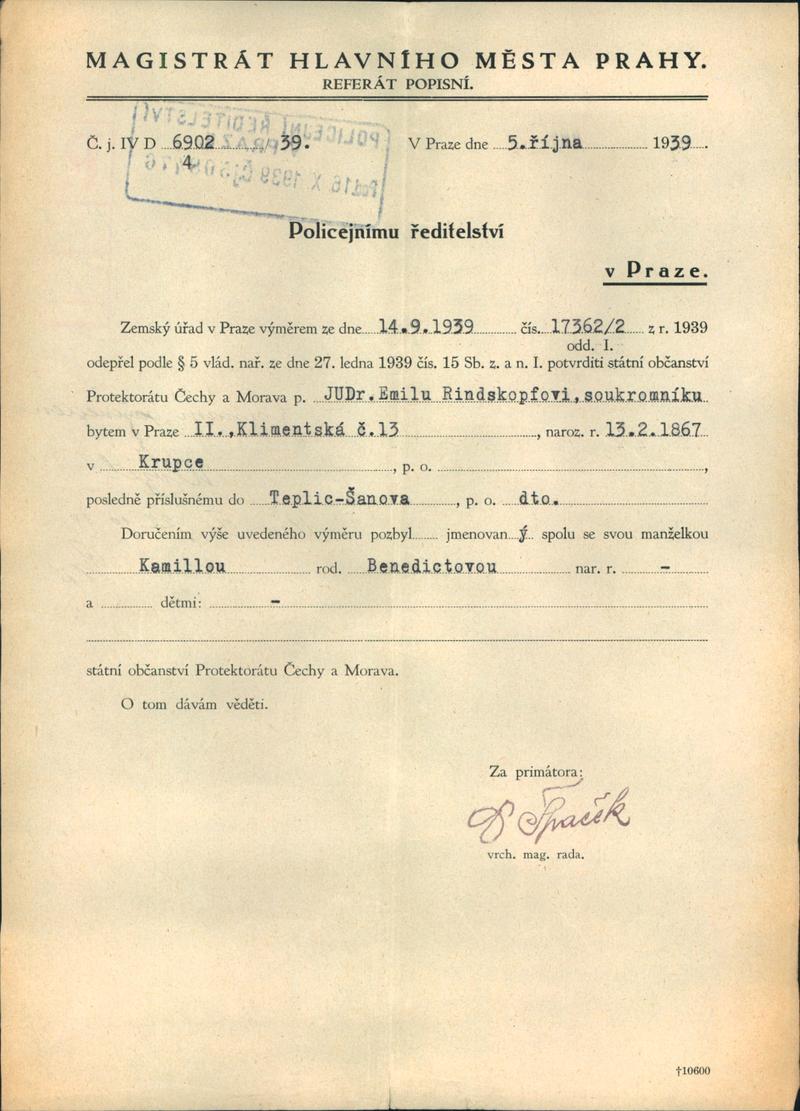 MAGISTRÁT HLAVNÍHO MĚSTA PRAHY.
REFERÁT POPISNÍ.
Č. j. IV D 6902/39. V Praze dne 5.října 1939
4
Policejnímu ředitelství
v Praze.
Zemský úřad v Praze výměrem ze dne 14.9.1939 čís. 17362/2 z r. 1939
odd. I.
odepřel podle § 5 vlád. nař. ze dne 27. ledna 1939 čís. 15 Sb. z. a n. I. potvrditi státní občanství
Protektorátu Čechy a Morava p. JUDr.Emilu Rindskopfovi,soukromníku
bytem v Praze II.,Klimentská č.13, naroz. r. 13.2.1867
v Krupce, p. o. ,
posledně příslušnému do Teplic-Šanova, p. o. dto.
Doručením výše uvedeného výměru pozbyl jmenovaný spolu se svou manželkou
Kamillou rod. Benedictovou nar. r. -
a dětmi: -
státní občanství Protektorátu Čechy a Morava.
O tom dávám věděti.
Za primátora:
Dr Špaček
vrch. mag. rada.
†10600